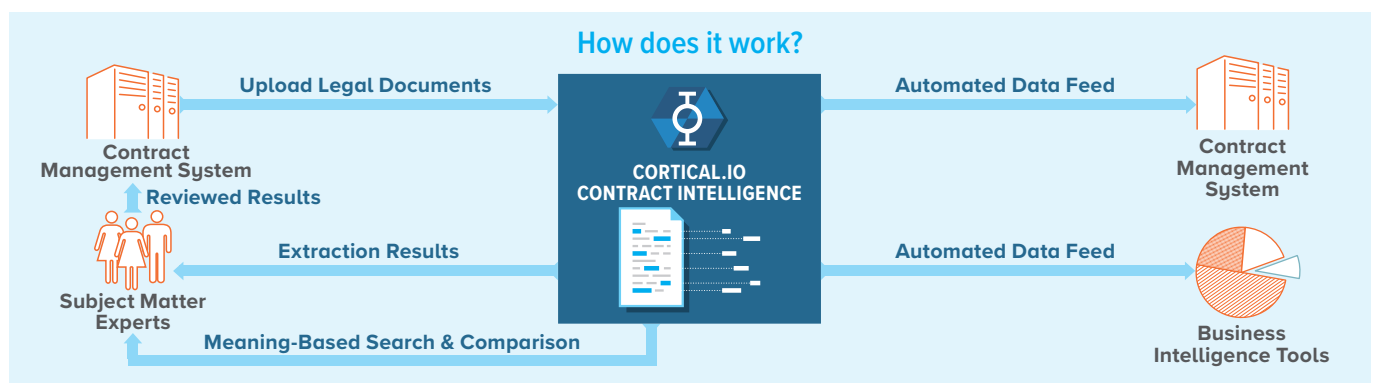 How does it work?
Upload Legal Documents
Automated Data Feed
Contract
Management System
CORTICAL.IO
CONTRACT INTELLIGENCE
Contract
Management
System
Reviewed Results
Extraction Results
Automated Data Feed
Subject Matter
Experts
Meaning-Based Search & Comparison
Business
Intelligence Tools